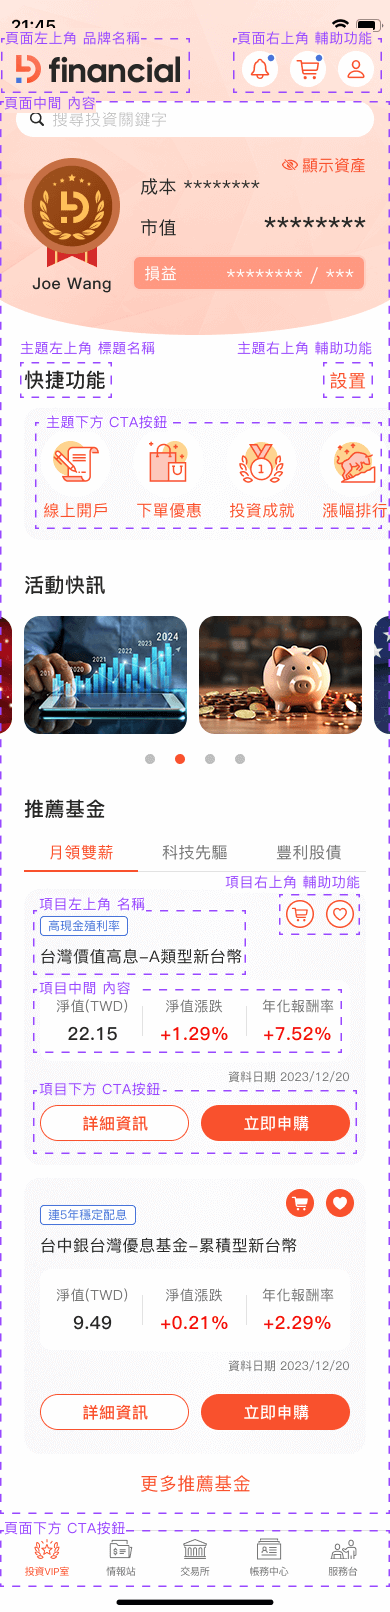 21:45
頁面左上角 品牌名稱
頁面右上角 輔助功能
financial
頁面中間 內容
搜尋投資關鍵字
顯示資產
成本 ********
市值 ********
損益 ******** / ***
Joe Wang
主題左上角 標題名稱
主題右上角 輔助功能
快捷功能
設置
主題下方 CTA按鈕
1
線上開戶
下單優惠
投資成就
漲幅排行
活動快訊
2020
2021
2022
2023
2024
推薦基金
月領雙薪
科技先驅
豐利股債
項目右上角 輔助功能
項目左上角 名稱
高現金殖利率
台灣價值高息-A類型新台幣
項目中間 內容
淨值(TWD) 淨值漲跌 年化報酬率
22.15 +1.29% +7.52%
資料日期 2023/12/20
項目下方 CTA按鈕
詳細資訊 立即申購
連5年穩定配息
台中銀台灣優息基金-累積型新台幣
淨值(TWD) 淨值漲跌 年化報酬率
9.49 +0.21% +2.29%
資料日期 2023/12/20
詳細資訊 立即申購
更多推薦基金
頁面下方 CTA按鈕
投資VIP室 情報站 交易所 帳務中心 服務台